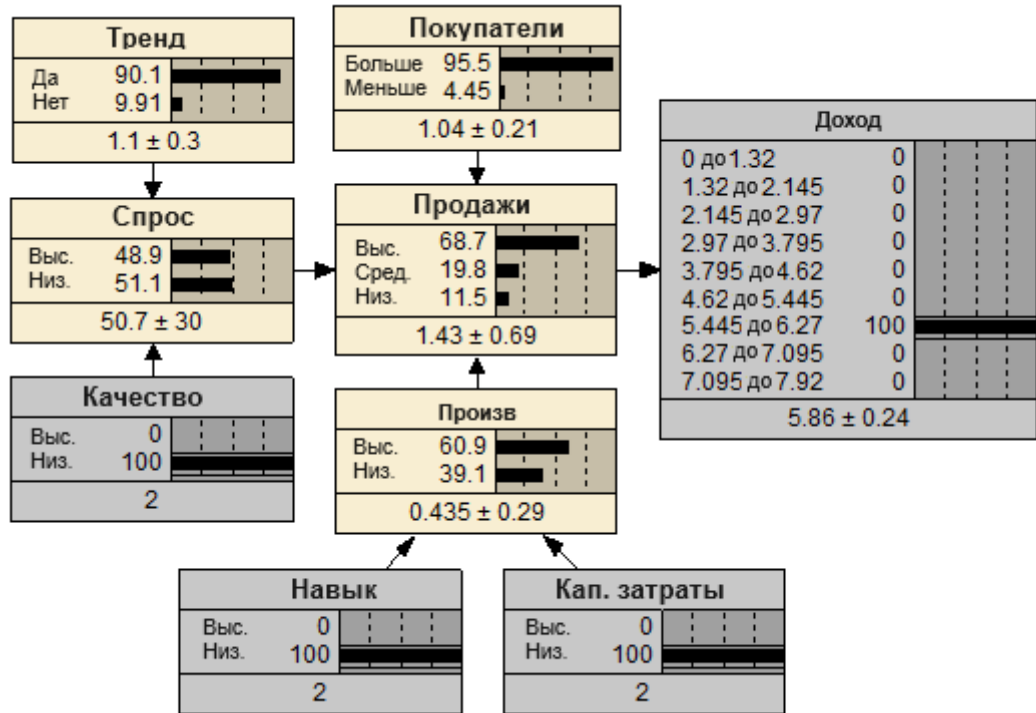 Тренд
Да 90.1
Нет 9.91
1.1 ± 0.3
Покупатели
Больше 95.5
Меньше 4.45
1.04 ± 0.21
Доход
0 до 1.32 0
1.32 до 2.145 0
2.145 до 2.97 0
2.97 до 3.795 0
3.795 до 4.62 0
4.62 до 5.445 0
5.445 до 6.27 100
6.27 до 7.095 0
7.095 до 7.92 0
5.86 ± 0.24
Спрос
Выс. 48.9
Низ. 51.1
50.7 ± 30
Продажи
Выс. 68.7
Сред. 19.8
Низ. 11.5
1.43 ± 0.69
Качество
Выс. 0
Низ. 100
2
Произв
Выс. 60.9
Низ. 39.1
0.435 ± 0.29
Навык
Выс. 0
Низ. 100
2
Кап. затраты
Выс. 0
Низ. 100
2